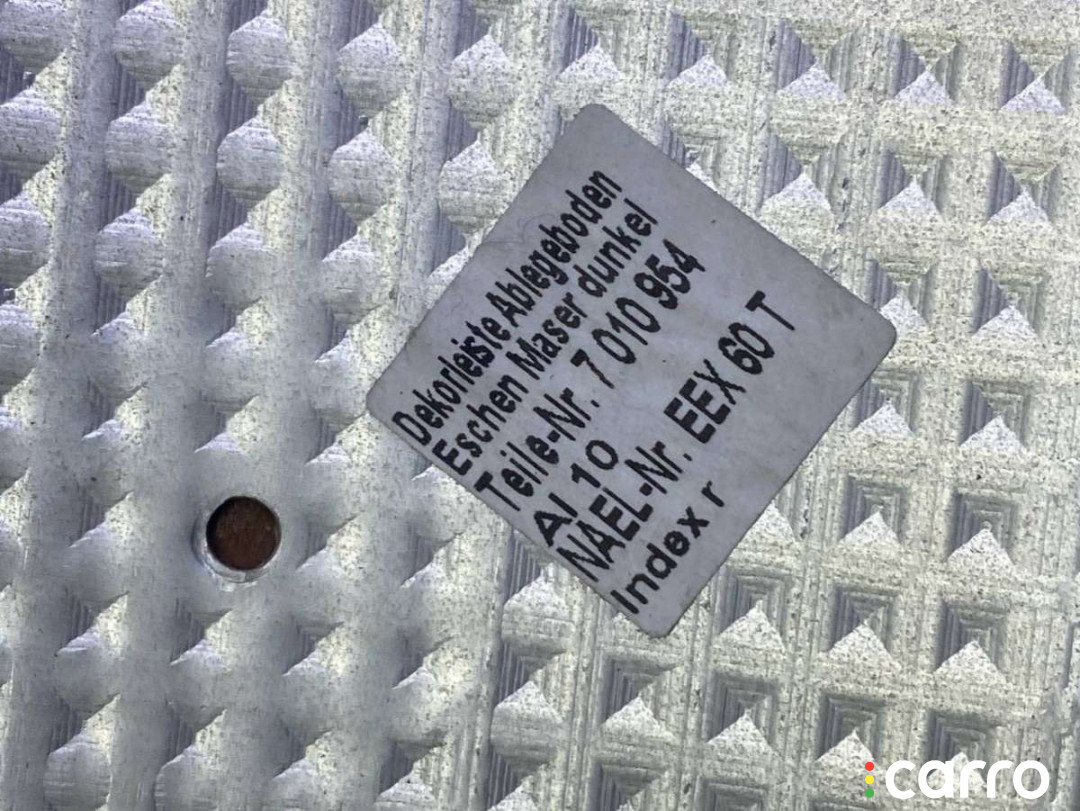 Dekorleiste Ablegeboden
Eschen Maser dunkel
Teile-Nr. 7 010 954
AI 10
NAEL-Nr. EEX 60 T
Index r
carro